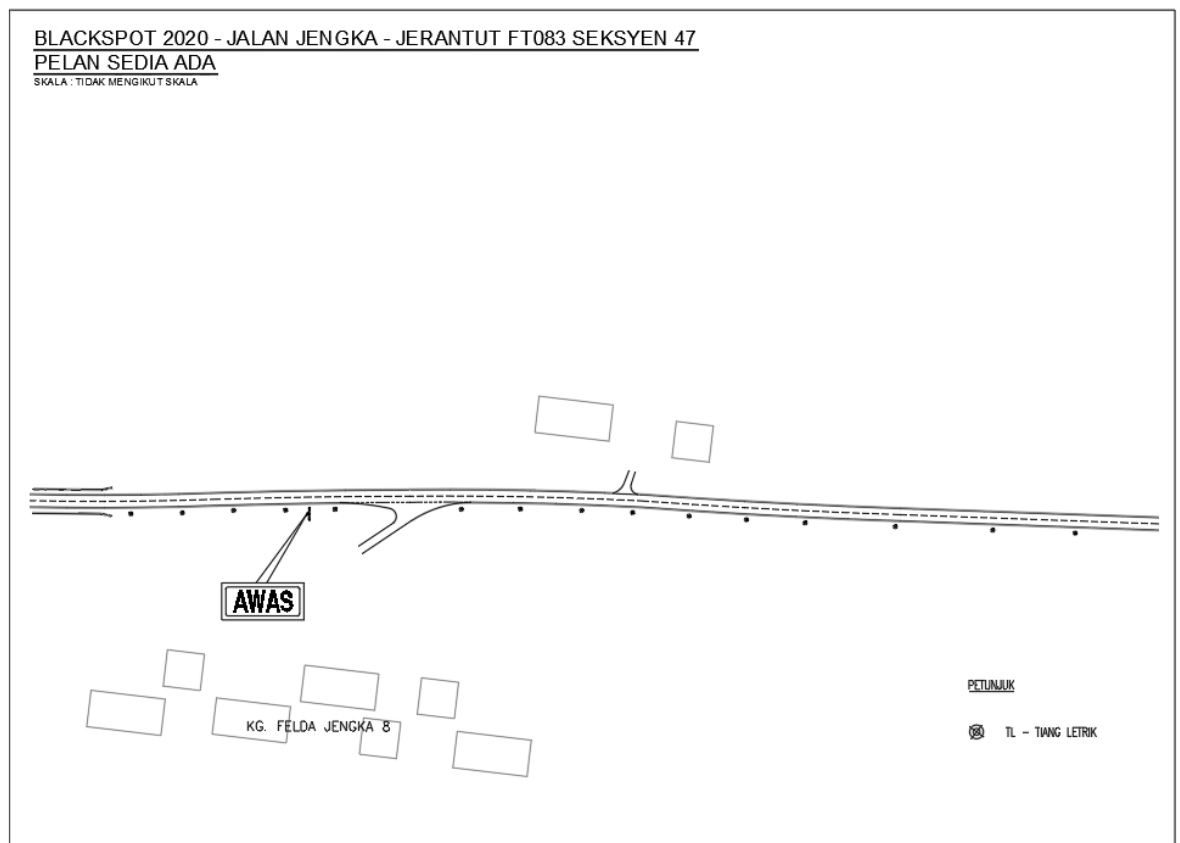 BLACKSPOT 2020 - JALAN JENGKA - JERANTUT FT083 SEKSYEN 47
PELAN SEDIA ADA
SKALA : TIDAK MENGIKUT SKALA
AWAS
KG. FELDA JENGKA 8
PETUNJUK
TL - TIANG LETRIK